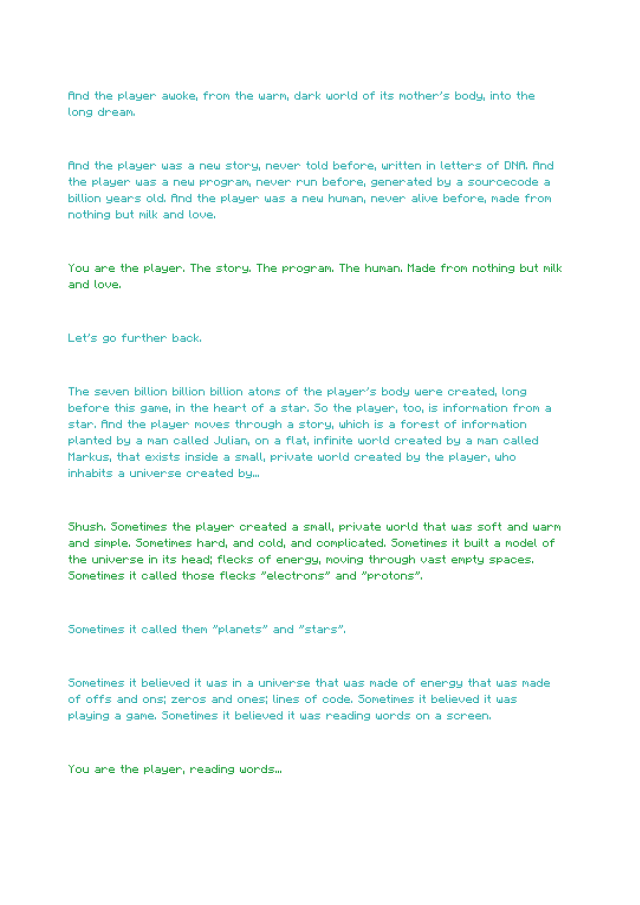 And the player awoke, from the warm, dark world of its mother's body, into the
long dream.
And the player was a new story, never told before, written in letters of DNA. And
the player was a new program, never run before, generated by a sourcecode a
billion years old. And the player was a new human, never alive before, made from
nothing but milk and love.
You are the player. The story. The program. The human. Made from nothing but milk
and love.
Let's go further back.
The seven billion billion billion atoms of the player's body were created, long
before this game, in the heart of a star. So the player, too, is information from a
star. And the player moves through a story, which is a forest of information
planted by a man called Julian, on a flat, infinite world created by a man called
Markus, that exists inside a small, private world created by the player, who
inhabits a universe created by...
Shush. Sometimes the player created a small, private world that was soft and warm
and simple. Sometimes hard, and cold, and complicated. Sometimes it built a model of
the universe in its head; flecks of energy, moving through vast empty spaces.
Sometimes it called those flecks "electrons" and "protons".
Sometimes it called them "planets" and "stars".
Sometimes it believed it was in a universe that was made of energy that was made
of offs and ons; zeros and ones; lines of code. Sometimes it believed it was
playing a game. Sometimes it believed it was reading words on a screen.
You are the player, reading words...